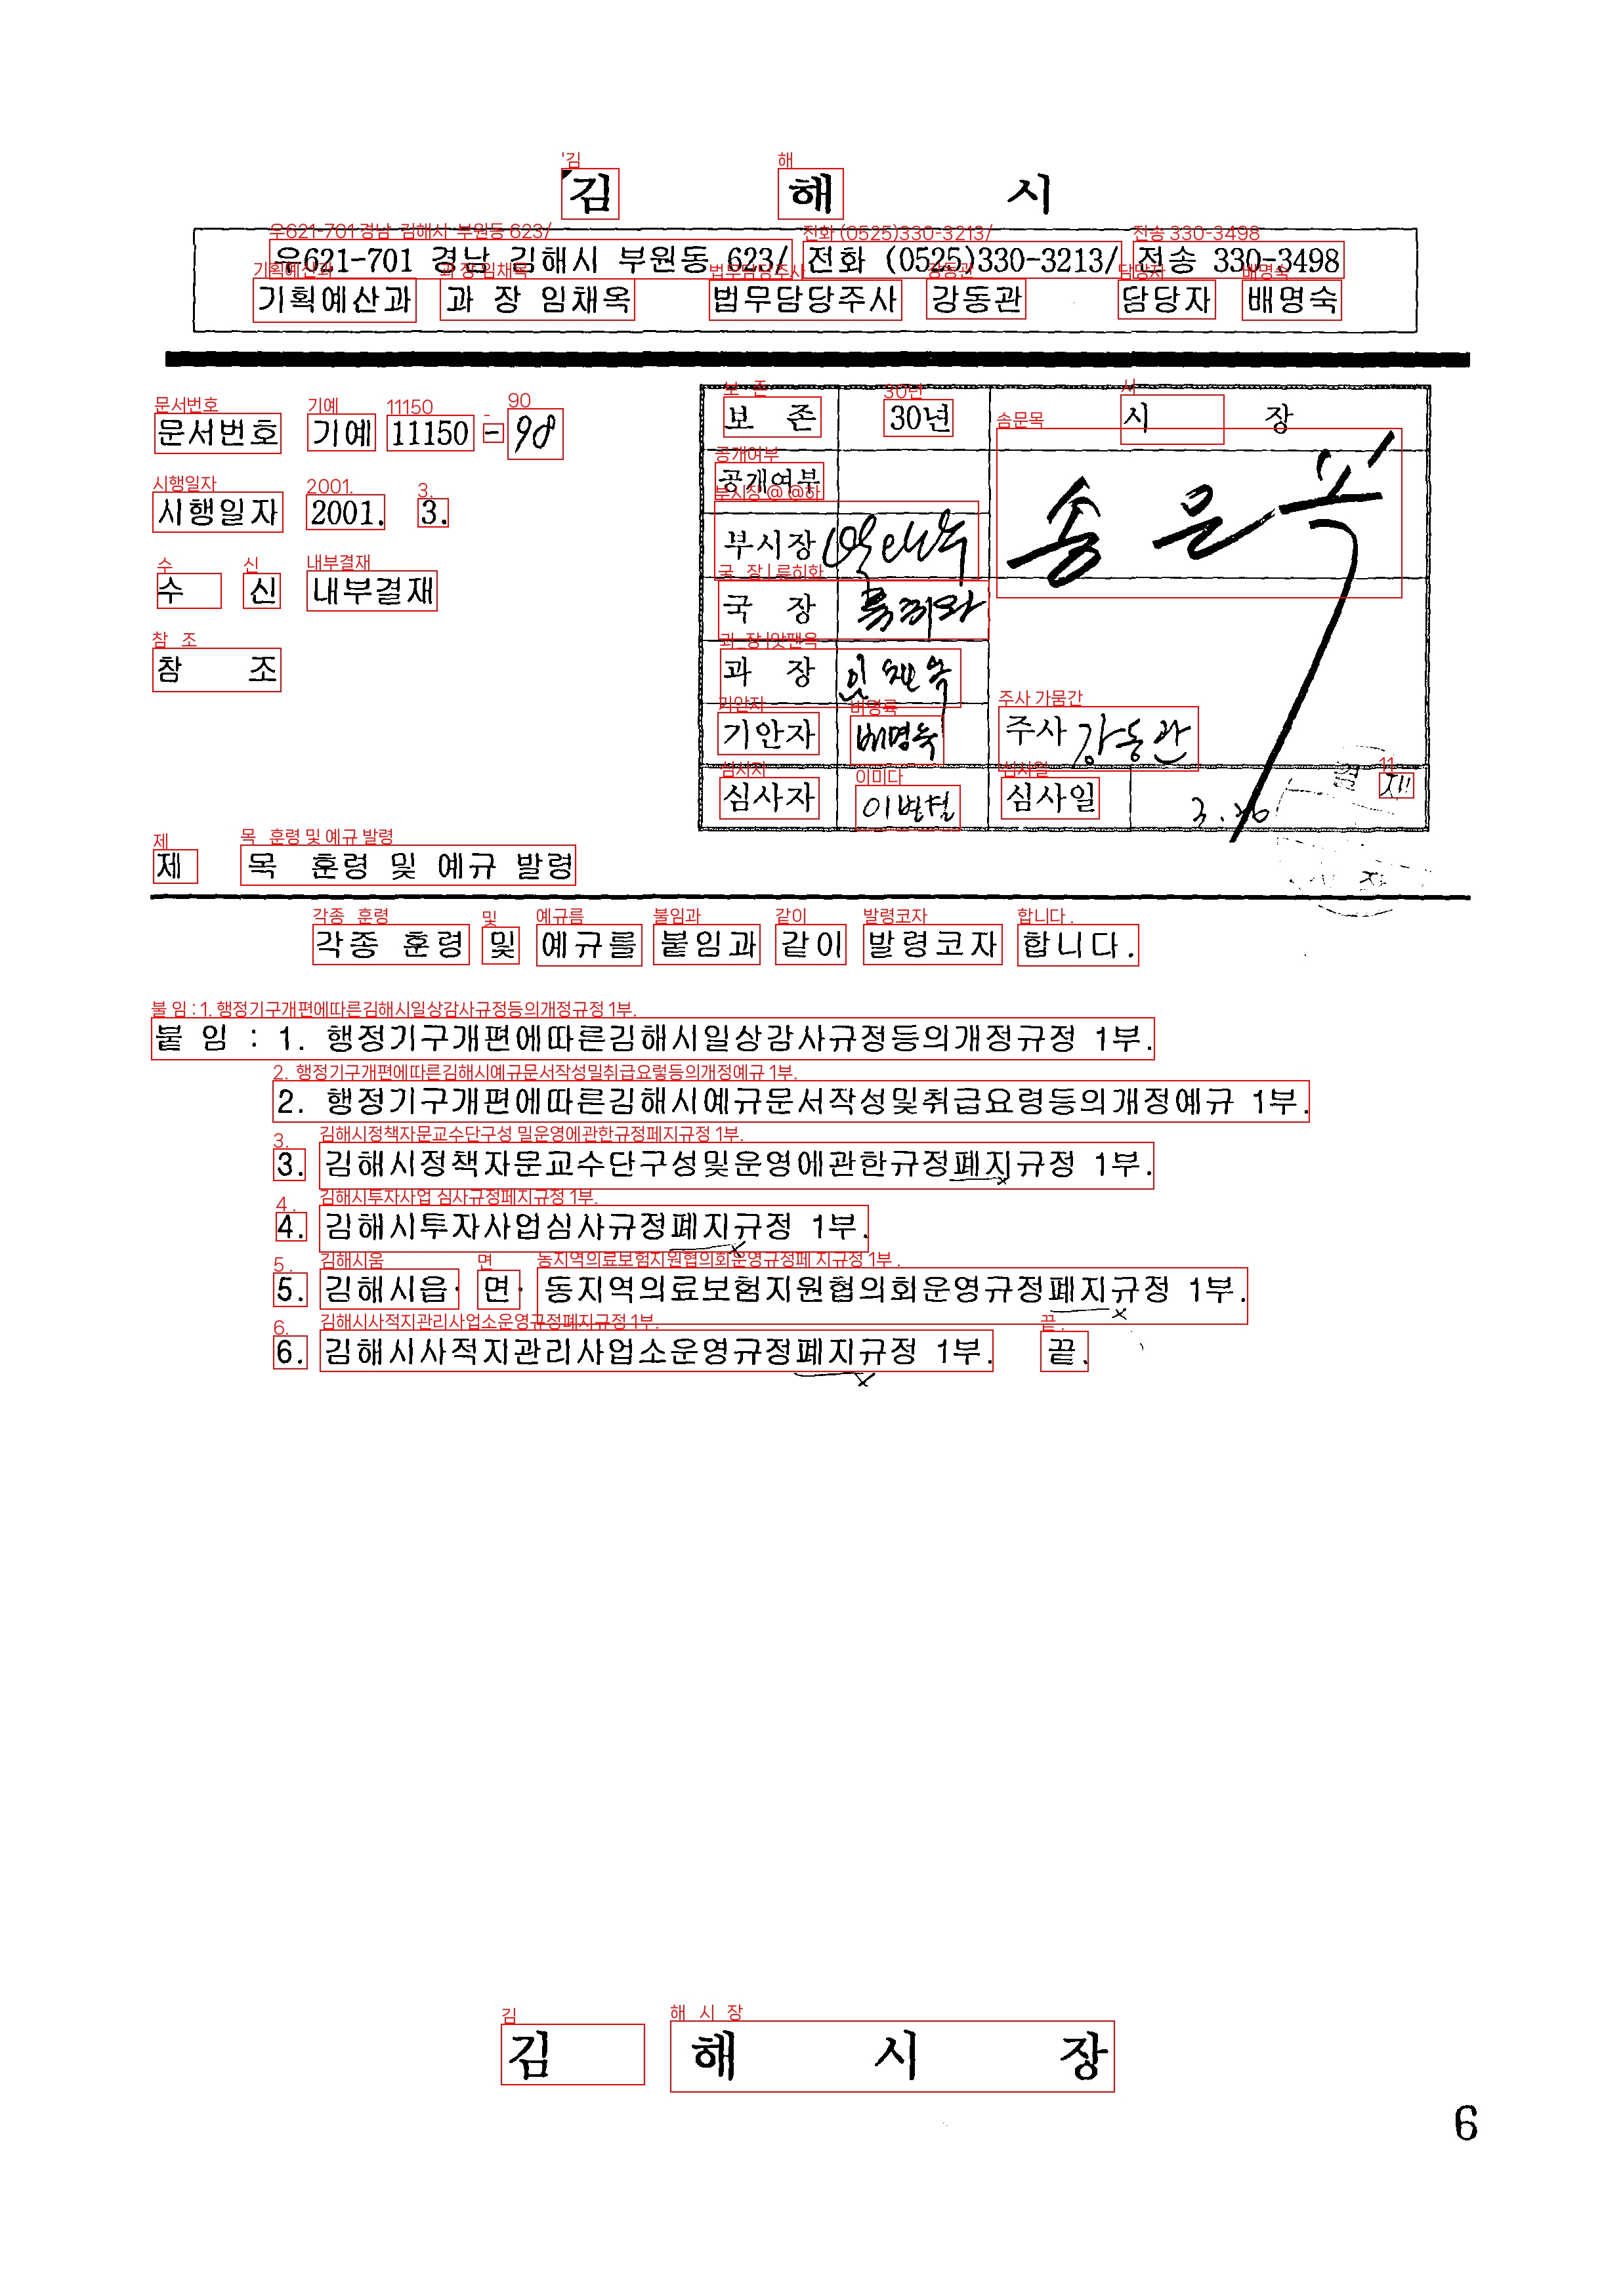 김 해 시
우621-701 경남 김해시 부원동 623/ 전화 (0525)330-3213/ 전송 330-3498
기획예산과 과 장 임채옥 법무담당주사 강동관 담당자 배명숙
문서번호 기예 11150 - 98
시행일자 2001. 3.
수 신 내부결재
참 조
보 존 30년 시 장
공개여부
부시장
국 장
과 장 임채옥
기안자 배명숙 주사 강동관
심사자 심사일 3. 26
제 목 훈령 및 예규 발령
각종 훈령 및 예규를 붙임과 같이 발령코자 합니다.
붙 임 : 1. 행정기구개편에따른김해시일상감사규정등의개정규정 1부.
2. 행정기구개편에따른김해시예규문서작성및취급요령등의개정예규 1부.
3. 김해시정책자문교수단구성및운영에관한규정폐지규정 1부.
4. 김해시투자사업심사규정폐지규정 1부.
5. 김해시읍·면·동지역의료보험지원협의회운영규정폐지규정 1부.
6. 김해시사적지관리사업소운영규정폐지규정 1부. 끝.
김 해 시 장
6